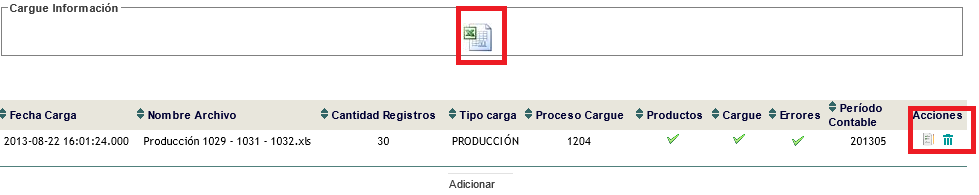 Cargue Información
Fecha Carga Nombre Archivo Cantidad Registros Tipo carga Proceso Cargue Productos Cargue Errores Período Contable Acciones
2013-08-22 16:01:24.000 Producción 1029 - 1031 - 1032.xls 30 PRODUCCIÓN 1204 201305
Adicionar